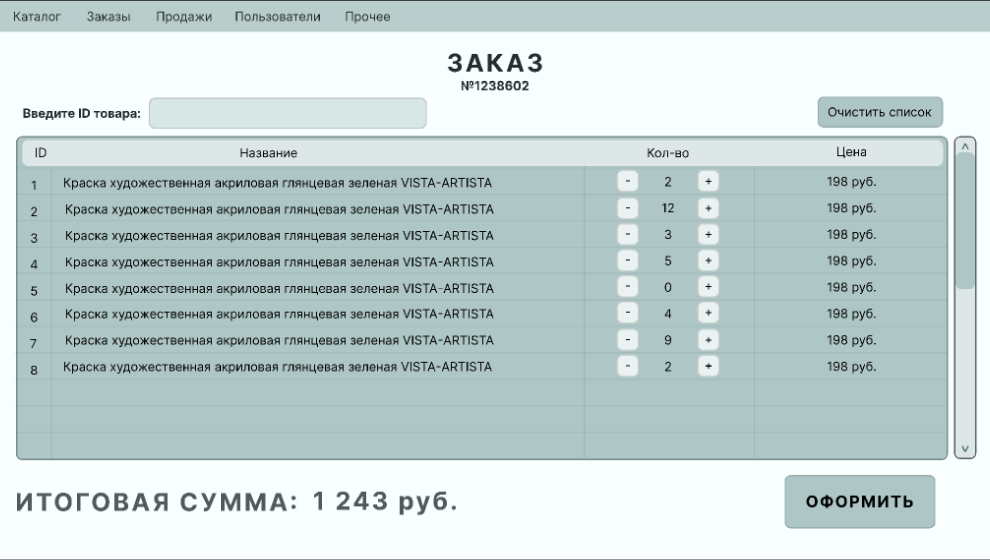 Каталог Заказы Продажи Пользователи Прочее
ЗАКАЗ
№1238602
Введите ID товара: Очистить список
ID Название Кол-во Цена
1 Краска художественная акриловая глянцевая зеленая VISTA-ARTISTA - 2 + 198 руб.
2 Краска художественная акриловая глянцевая зеленая VISTA-ARTISTA - 12 + 198 руб.
3 Краска художественная акриловая глянцевая зеленая VISTA-ARTISTA - 3 + 198 руб.
4 Краска художественная акриловая глянцевая зеленая VISTA-ARTISTA - 5 + 198 руб.
5 Краска художественная акриловая глянцевая зеленая VISTA-ARTISTA - 0 + 198 руб.
6 Краска художественная акриловая глянцевая зеленая VISTA-ARTISTA - 4 + 198 руб.
7 Краска художественная акриловая глянцевая зеленая VISTA-ARTISTA - 9 + 198 руб.
8 Краска художественная акриловая глянцевая зеленая VISTA-ARTISTA - 2 + 198 руб.
ИТОГОВАЯ СУММА: 1 243 руб. ОФОРМИТЬ